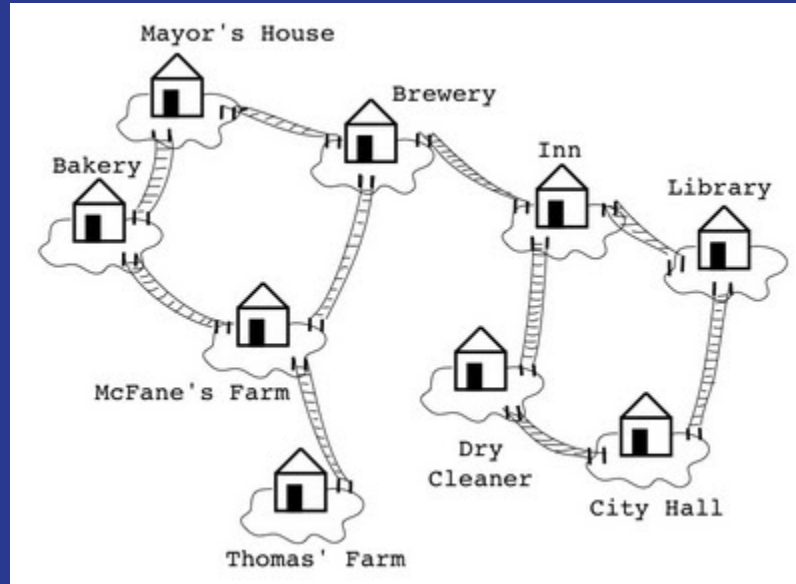 Mayor's House
Brewery
Bakery
Inn
Library
McFane's Farm
Dry
Cleaner
City Hall
Thomas' Farm